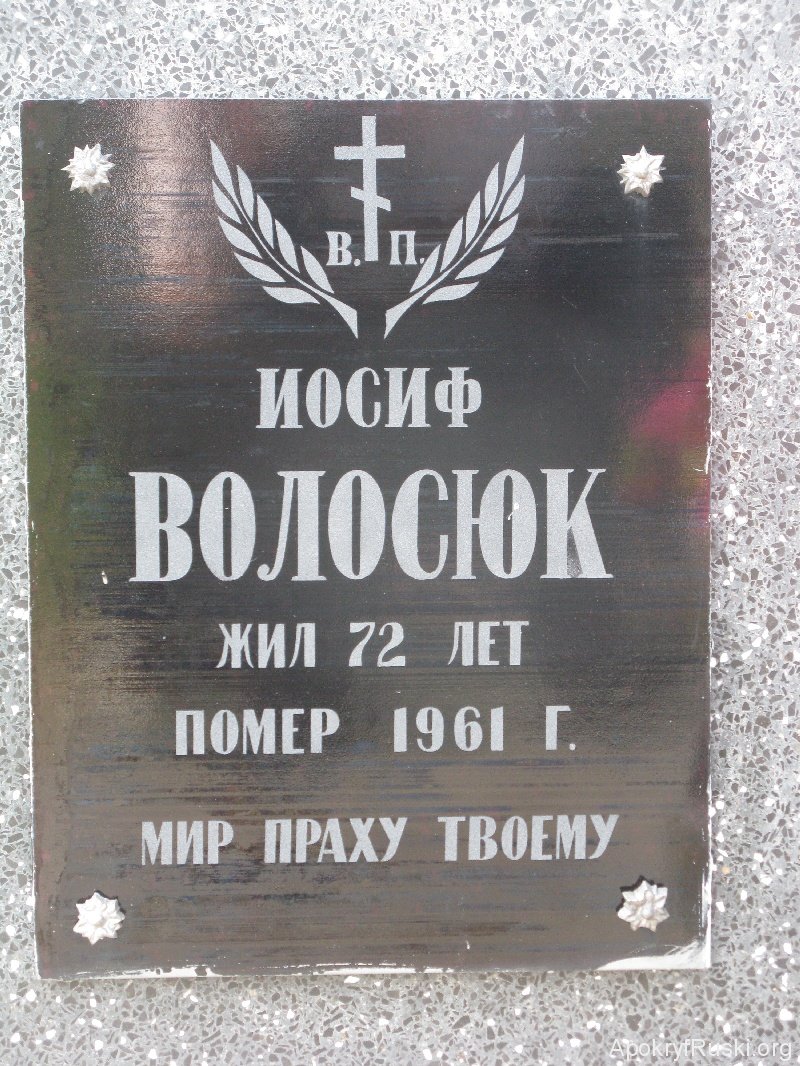 В. П.
ИОСИФ
ВОЛОСЮК
ЖИЛ 72 ЛЕТ
ПОМЕР 1961 Г.
МИР ПРАХУ ТВОЕМУ
ApokryfRuski.org